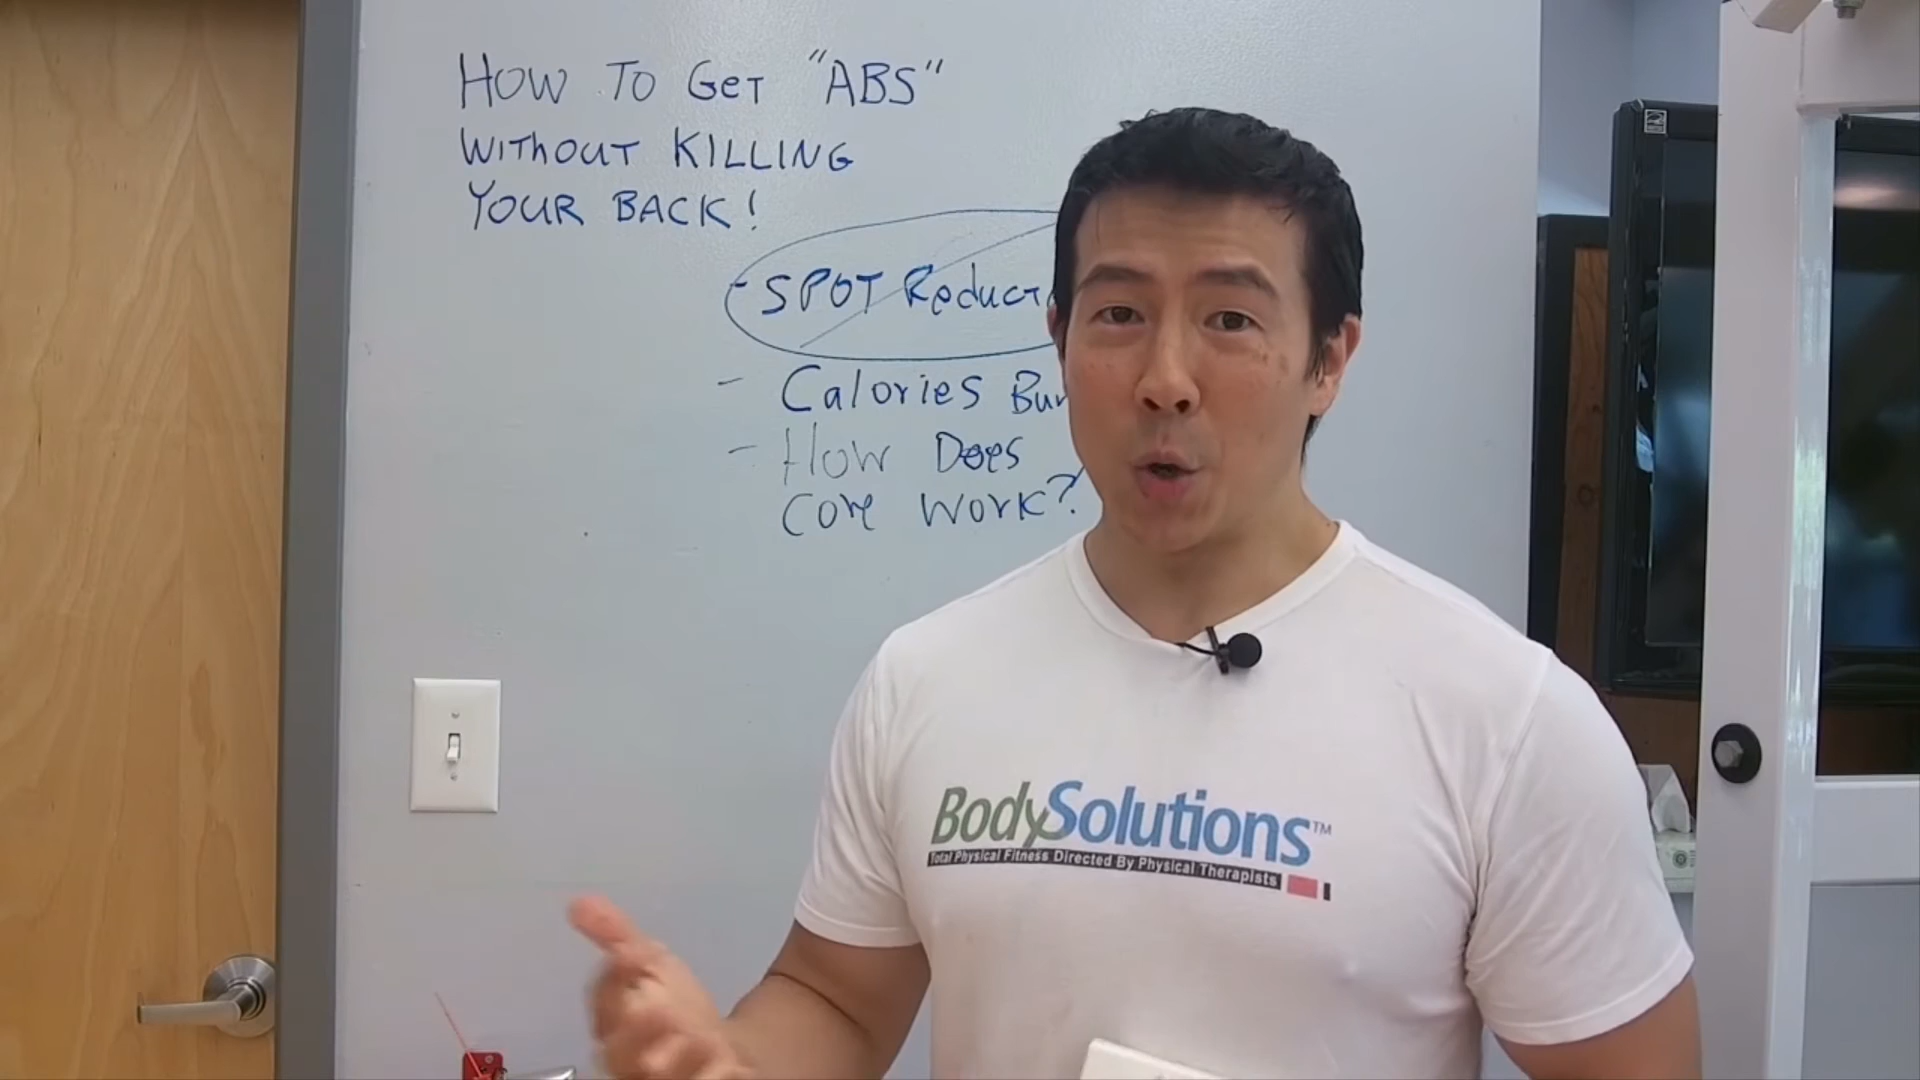 HOW TO GeT "ABS"
WITHOUT KILLING
YOUR BACK!
- SPOT Reduct
- Calories Bur
- How Does
Core Work?
BodySolutions™
Total Physical Fitness Directed By Physical Therapists